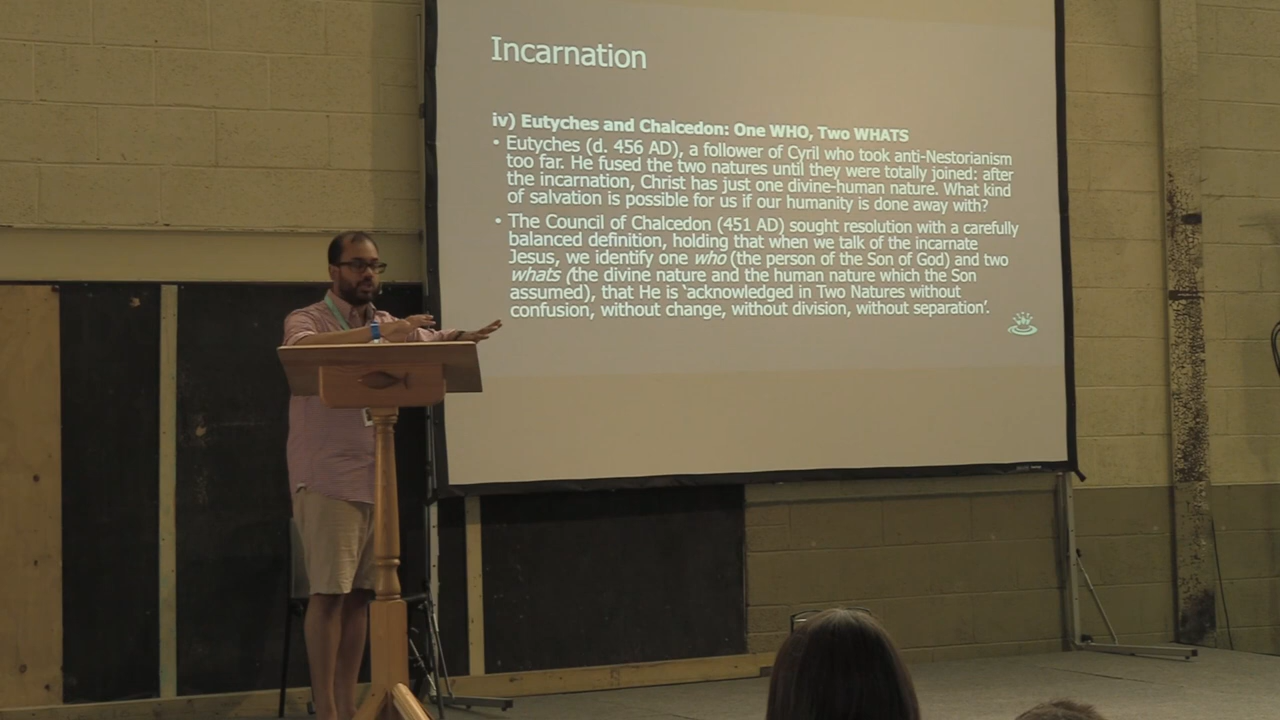 Incarnation
iv) Eutyches and Chalcedon: One WHO, Two WHATS
• Eutyches (d. 456 AD), a follower of Cyril who took anti-Nestorianism
too far. He fused the two natures until they were totally joined: after
the incarnation, Christ has just one divine-human nature. What kind
of salvation is possible for us if our humanity is done away with?
• The Council of Chalcedon (451 AD) sought resolution with a carefully
balanced definition, holding that when we talk of the incarnate
Jesus, we identify one who (the person of the Son of God) and two
whats (the divine nature and the human nature which the Son
assumed), that He is ‘acknowledged in Two Natures without
confusion, without change, without division, without separation’.